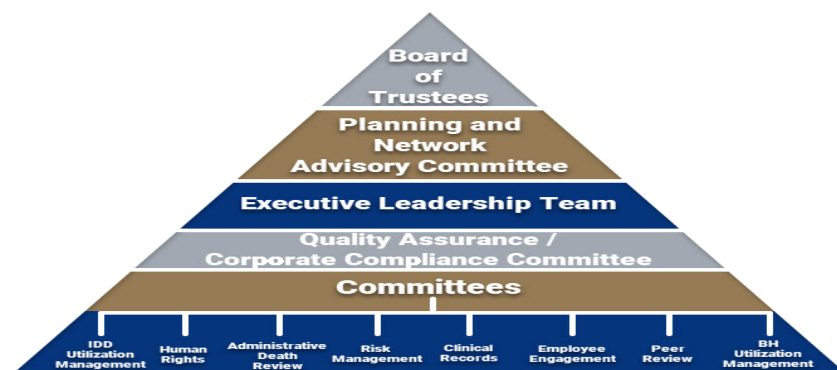 Board
of
Trustees
Planning and
Network
Advisory Committee
Executive Leadership Team
Quality Assurance /
Corporate Compliance Committee
Committees
IDD
Utilization
Management
Human
Rights
Administrative
Death
Review
Risk
Management
Clinical
Records
Employee
Engagement
Peer
Review
BH
Utilization
Management